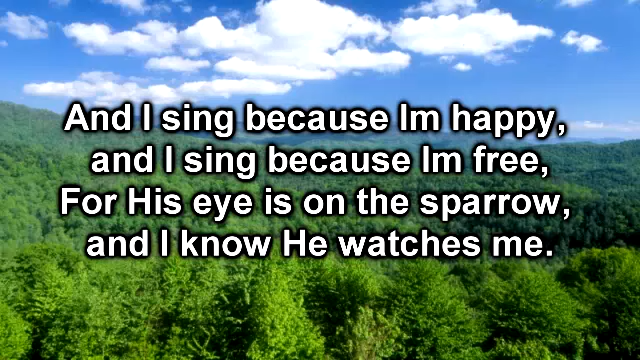 And I sing because Im happy,
and I sing because Im free,
For His eye is on the sparrow,
and I know He watches me.